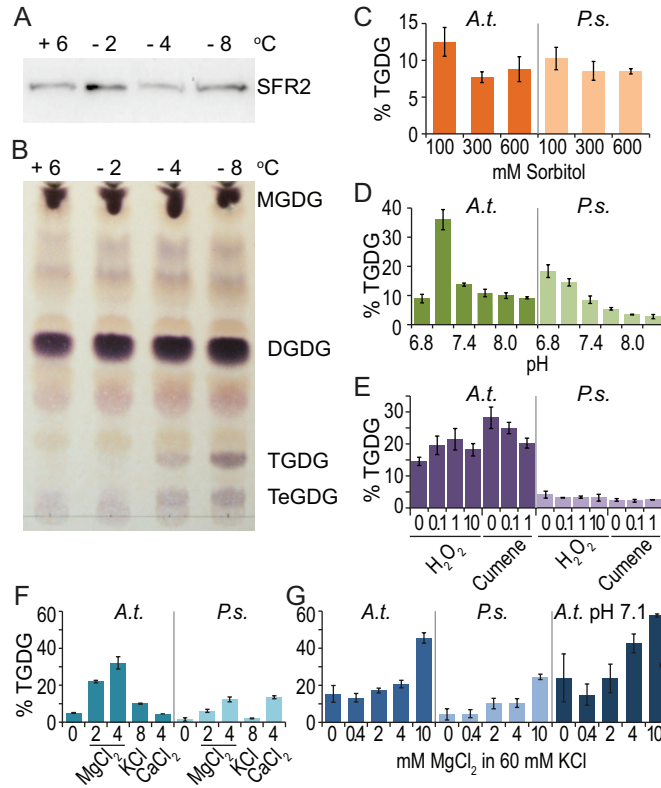 A
+ 6 - 2 - 4 - 8 °C
SFR2
B
+ 6 - 2 - 4 - 8 °C
MGDG
DGDG
TGDG
TeGDG
C
A.t. P.s.
% TGDG
15
10
5
0
100 300 600 100 300 600
mM Sorbitol
D
A.t. P.s.
% TGDG
40
30
20
10
0
6.8 7.4 8.0 6.8 7.4 8.0
pH
E
A.t. P.s.
% TGDG
30
20
10
0
0 0.1 1 10 0 0.1 1 0 0.1 1 10 0 0.1 1
H2O2 Cumene H2O2 Cumene
F
A.t. P.s.
% TGDG
60
40
20
0
0 2 4 8 4 0 2 4 8 4
MgCl2 KCl CaCl2 MgCl2 KCl CaCl2
G
A.t. P.s. A.t. pH 7.1
60
40
20
0
0 0.4 2 4 10 0 0.4 2 4 10 0 0.4 2 4 10
mM MgCl2 in 60 mM KCl